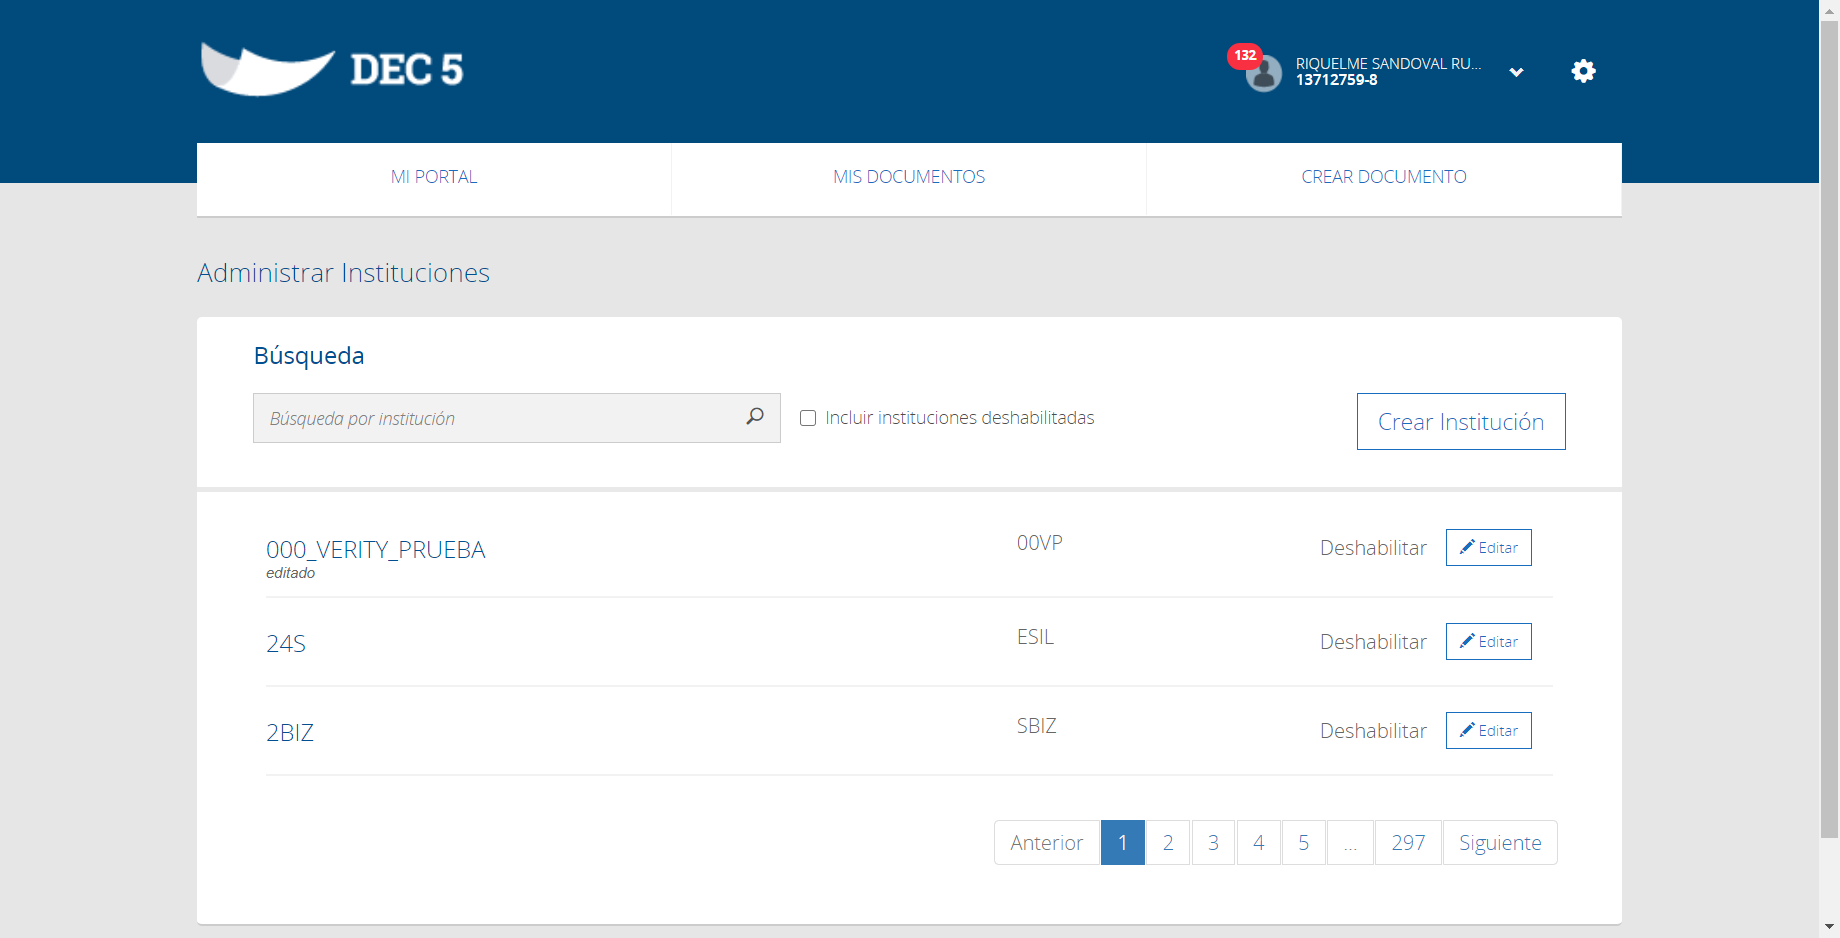 DEC 5
132
RIQUELME SANDOVAL RU...
13712759-8
MI PORTAL
MIS DOCUMENTOS
CREAR DOCUMENTO
Administrar Instituciones
Búsqueda
Búsqueda por institución
Incluir instituciones deshabilitadas
Crear Institución
000_VERITY_PRUEBA
editado
00VP
Deshabilitar
Editar
24S
ESIL
Deshabilitar
Editar
2BIZ
SBIZ
Deshabilitar
Editar
Anterior 1 2 3 4 5 ... 297 Siguiente